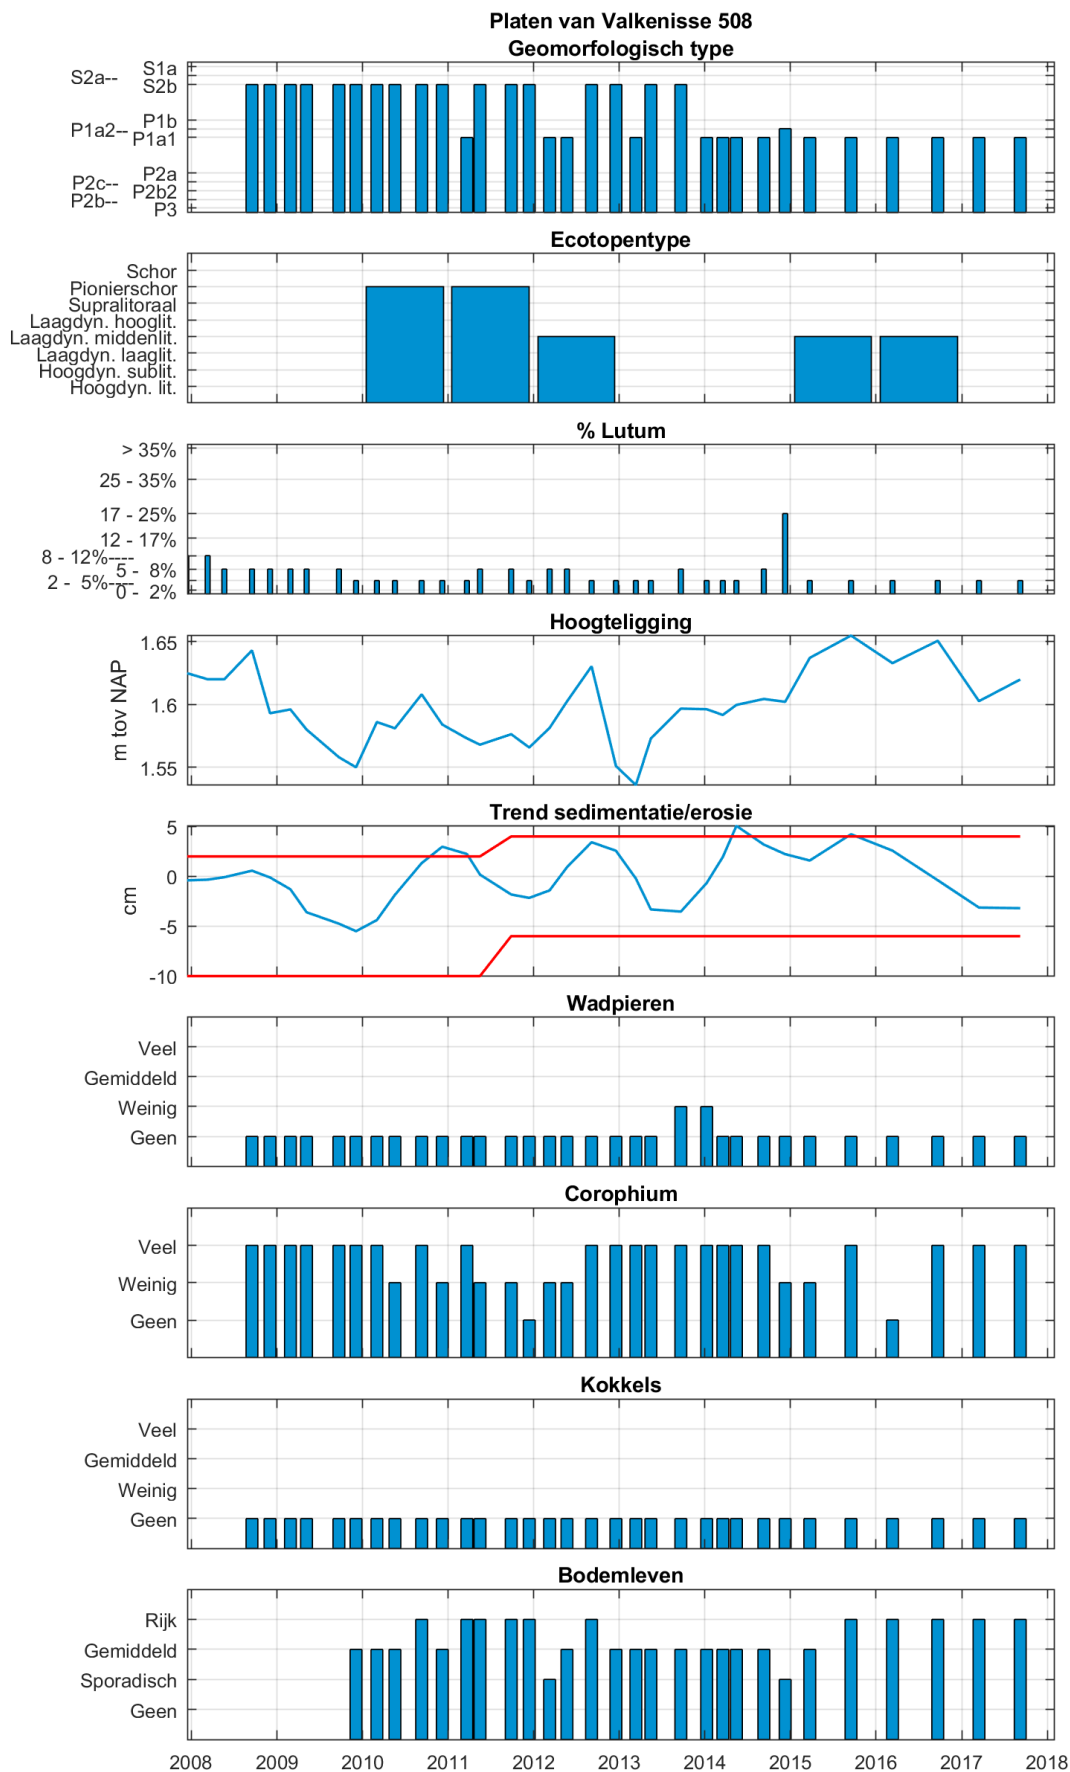 Platen van Valkenisse 508
Geomorfologisch type
S1a
S2a--
S2b
P1b
P1a2--
P1a1
P2a
P2c--
P2b2
P2b--
P3
Ecotopentype
Schor
Pionierschor
Supralitoraal
Laagdyn. hooglit.
Laagdyn. middenlit.
Laagdyn. laaglit.
Hoogdyn. sublit.
Hoogdyn. lit.
% Lutum
> 35%
25 - 35%
17 - 25%
12 - 17%
8 - 12%----
5 - 8%
2 - 5%----
0 - 2%
Hoogteligging
m tov NAP
1.65
1.6
1.55
Trend sedimentatie/erosie
cm
5
0
-5
-10
Wadpieren
Veel
Gemiddeld
Weinig
Geen
Corophium
Veel
Weinig
Geen
Kokkels
Veel
Gemiddeld
Weinig
Geen
Bodemleven
Rijk
Gemiddeld
Sporadisch
Geen
2008 2009 2010 2011 2012 2013 2014 2015 2016 2017 2018